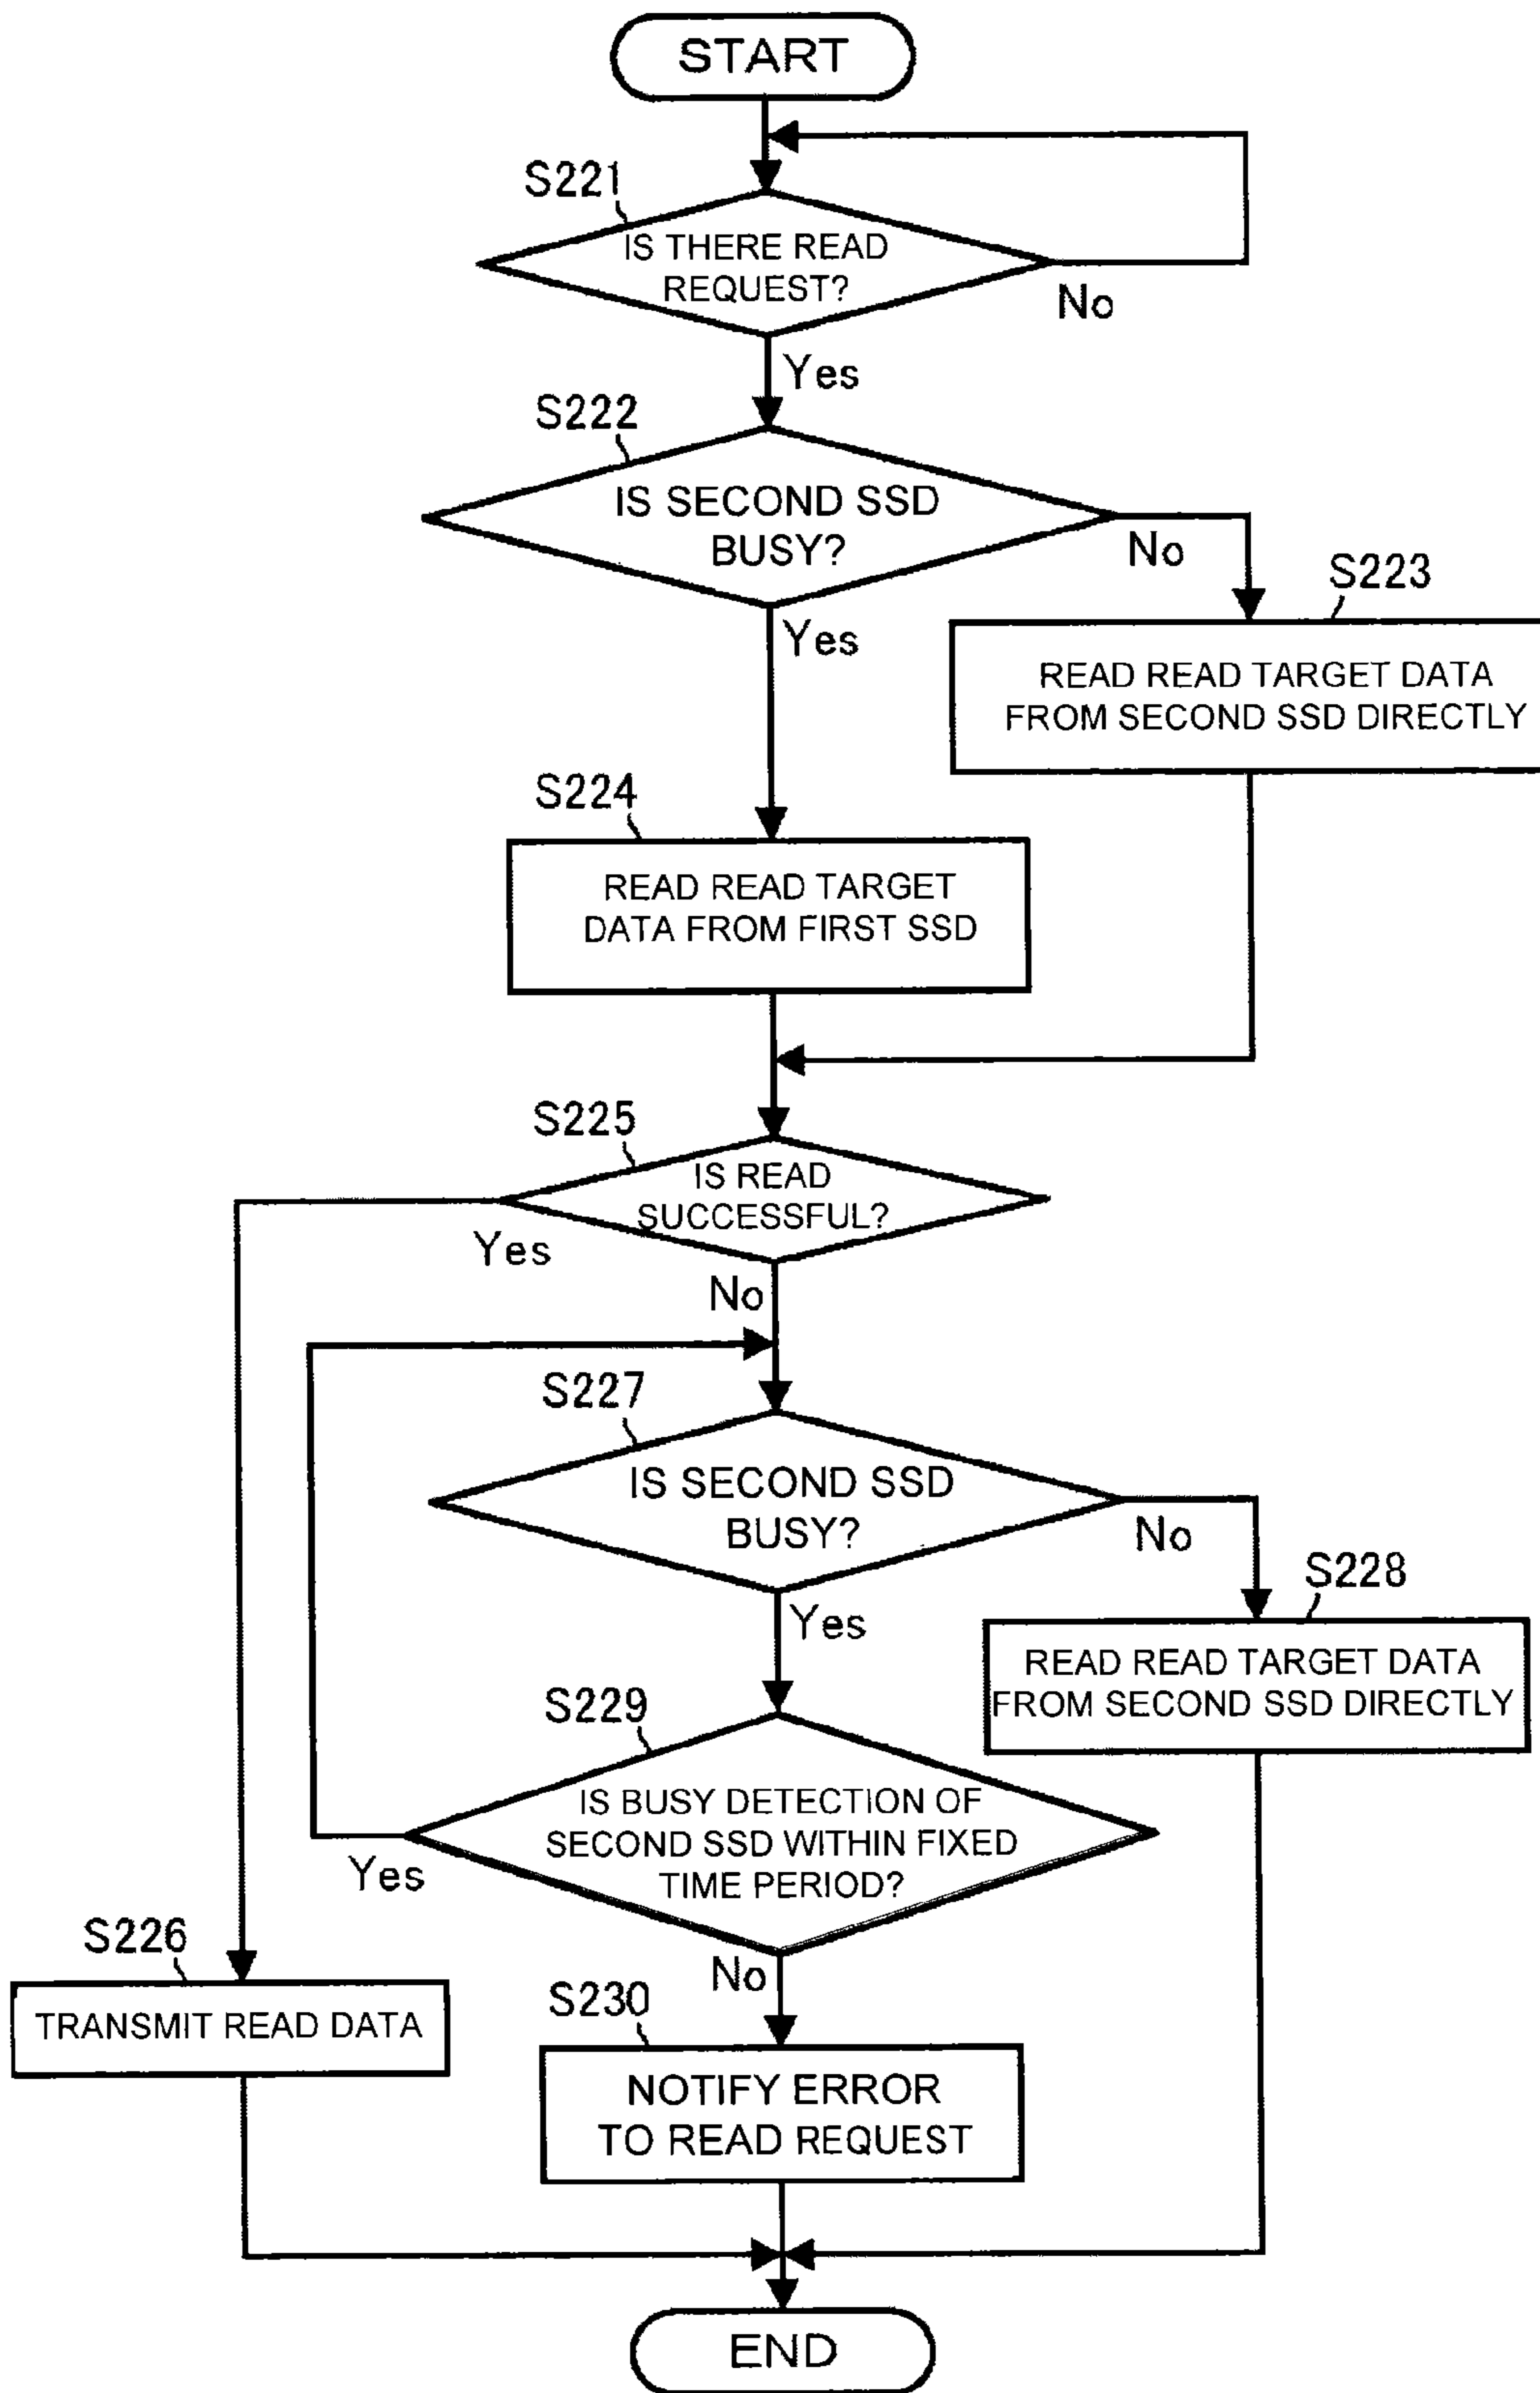 START
S221
IS THERE READ
REQUEST?
No
Yes
S222
IS SECOND SSD
BUSY?
No
Yes
S223
READ READ TARGET DATA
FROM SECOND SSD DIRECTLY
S224
READ READ TARGET
DATA FROM FIRST SSD
S225
IS READ
SUCCESSFUL?
Yes
No
S227
IS SECOND SSD
BUSY?
No
Yes
S228
READ READ TARGET DATA
FROM SECOND SSD DIRECTLY
S229
IS BUSY DETECTION OF
SECOND SSD WITHIN FIXED
TIME PERIOD?
Yes
No
S226
TRANSMIT READ DATA
S230
NOTIFY ERROR
TO READ REQUEST
END